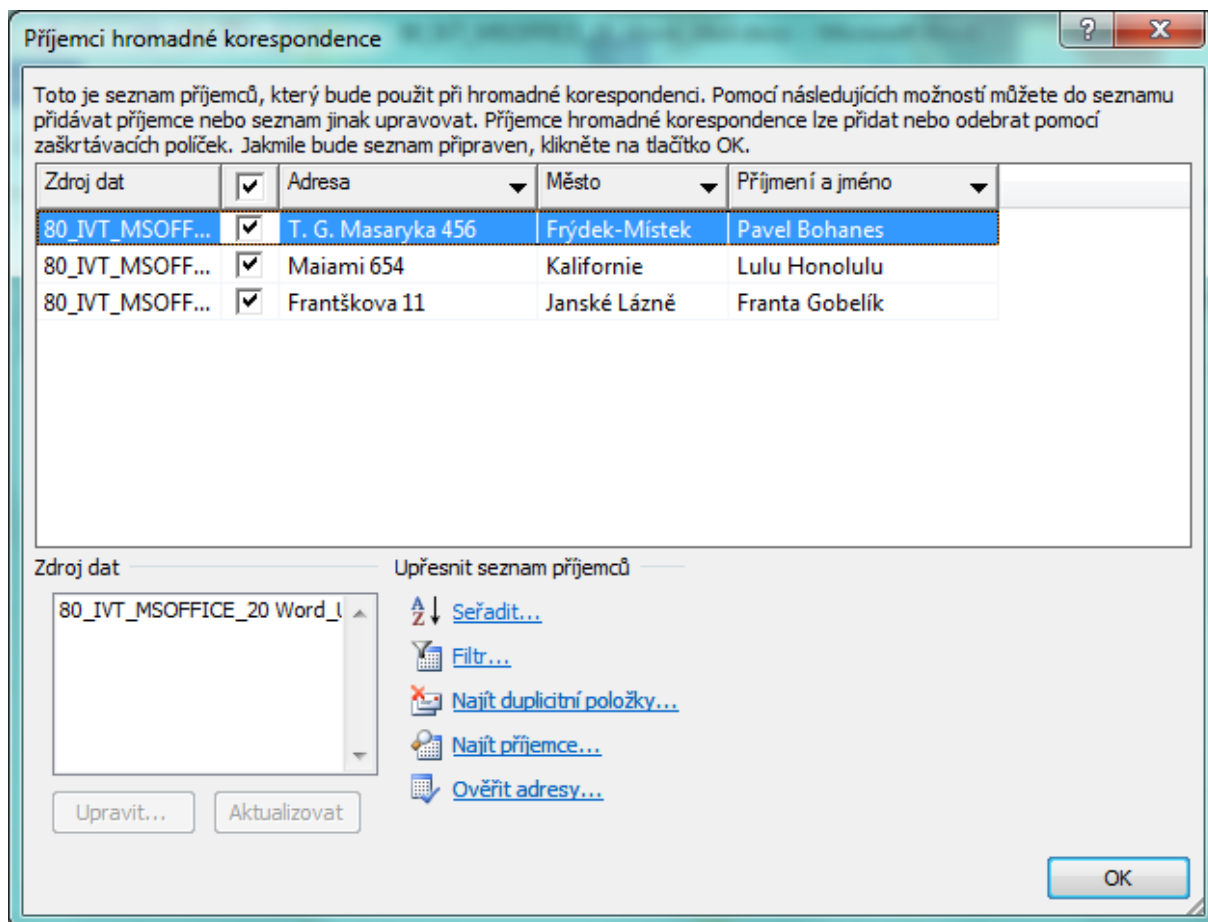 Příjemci hromadné korespondence
Toto je seznam příjemců, který bude použit při hromadné korespondenci. Pomocí následujících možností můžete do seznamu
přidávat příjemce nebo seznam jinak upravovat. Příjemce hromadné korespondence lze přidat nebo odebrat pomocí
zaškrtávacích políček. Jakmile bude seznam připraven, klikněte na tlačítko OK.
Zdroj dat Adresa Město Příjmení a jméno
80_IVT_MSOFF... T. G. Masaryka 456 Frýdek-Místek Pavel Bohanes
80_IVT_MSOFF... Maiami 654 Kalifornie Lulu Honolulu
80_IVT_MSOFF... Frantškova 11 Janské Lázně Franta Gobelík
Zdroj dat Upřesnit seznam příjemců
80_IVT_MSOFFICE_20 Word_
Seřadit...
Filtr...
Najít duplicitní položky...
Najít příjemce...
Ověřit adresy...
Upravit... Aktualizovat
OK